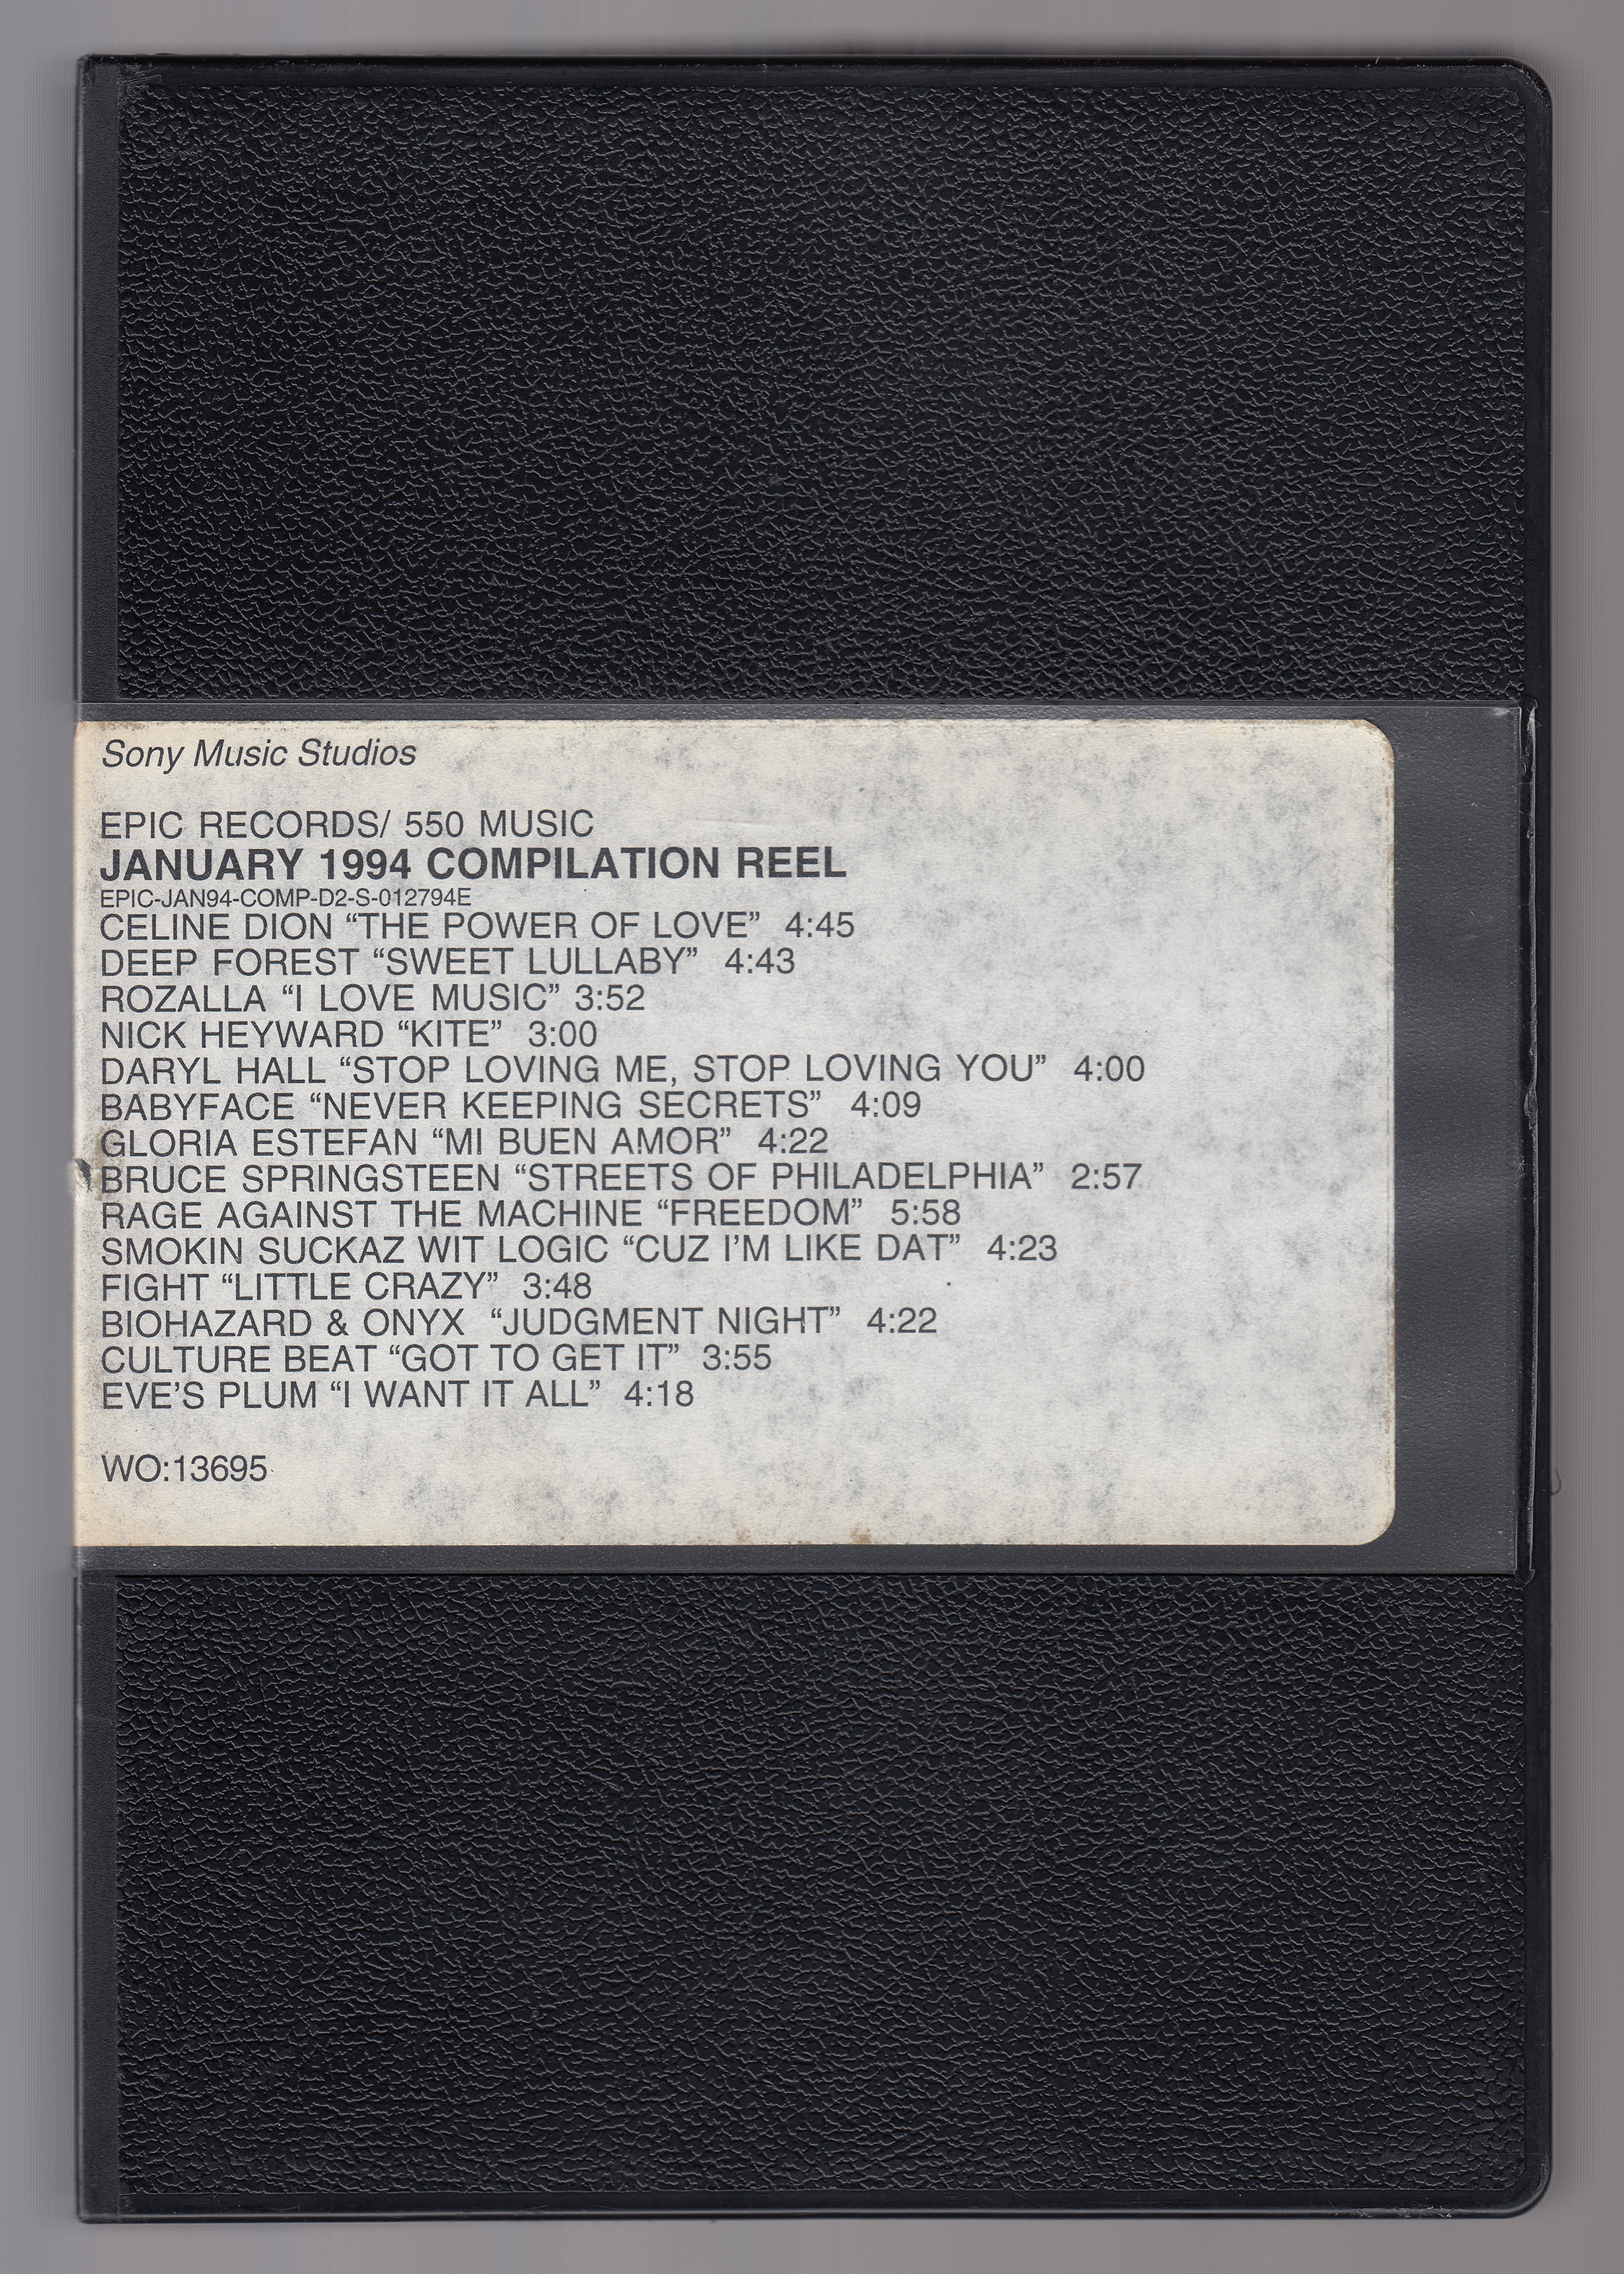 Sony Music Studios
EPIC RECORDS/ 550 MUSIC
JANUARY 1994 COMPILATION REEL
EPIC-JAN94-COMP-D2-S-012794E
CELINE DION “THE POWER OF LOVE” 4:45
DEEP FOREST “SWEET LULLABY” 4:43
ROZALLA “I LOVE MUSIC” 3:52
NICK HEYWARD “KITE” 3:00
DARYL HALL “STOP LOVING ME, STOP LOVING YOU” 4:00
BABYFACE “NEVER KEEPING SECRETS” 4:09
GLORIA ESTEFAN “MI BUEN AMOR” 4:22
BRUCE SPRINGSTEEN “STREETS OF PHILADELPHIA” 2:57
RAGE AGAINST THE MACHINE “FREEDOM” 5:58
SMOKIN SUCKAZ WIT LOGIC “CUZ I’M LIKE DAT” 4:23
FIGHT “LITTLE CRAZY” 3:48
BIOHAZARD & ONYX “JUDGMENT NIGHT” 4:22
CULTURE BEAT “GOT TO GET IT” 3:55
EVE’S PLUM “I WANT IT ALL” 4:18
WO:13695